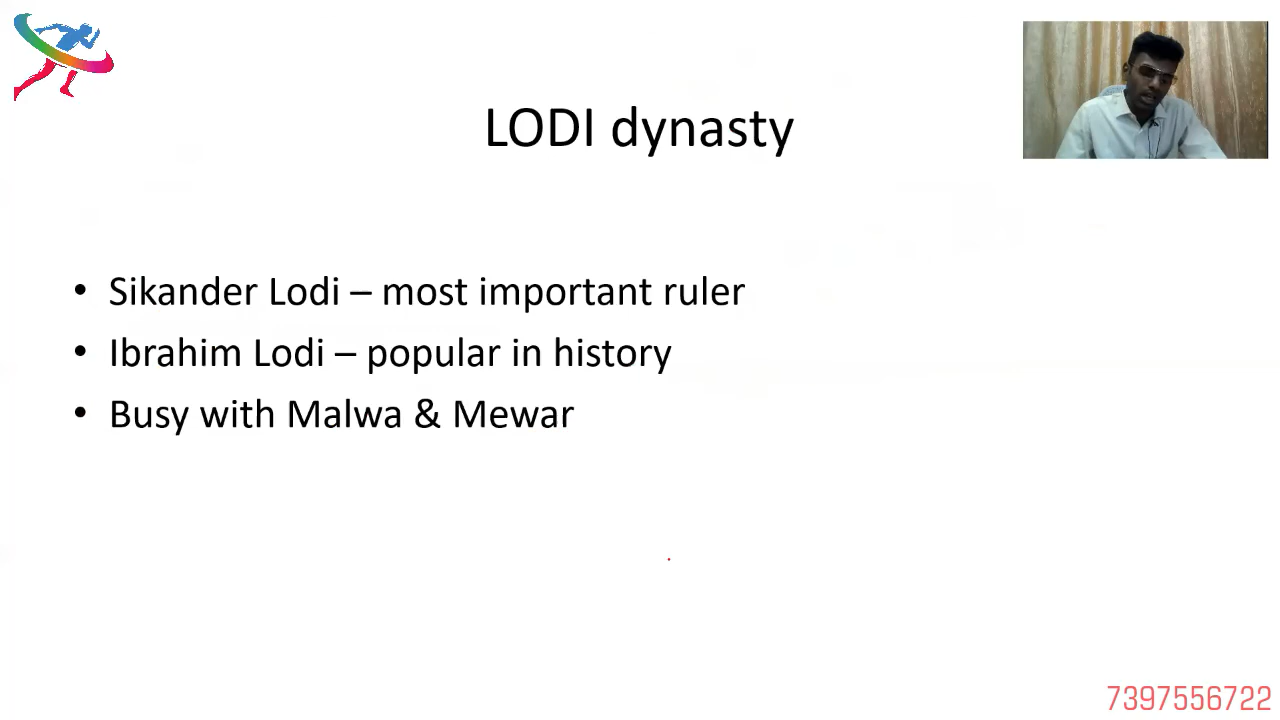 LODI dynasty
• Sikander Lodi – most important ruler
• Ibrahim Lodi – popular in history
• Busy with Malwa & Mewar
7397556722